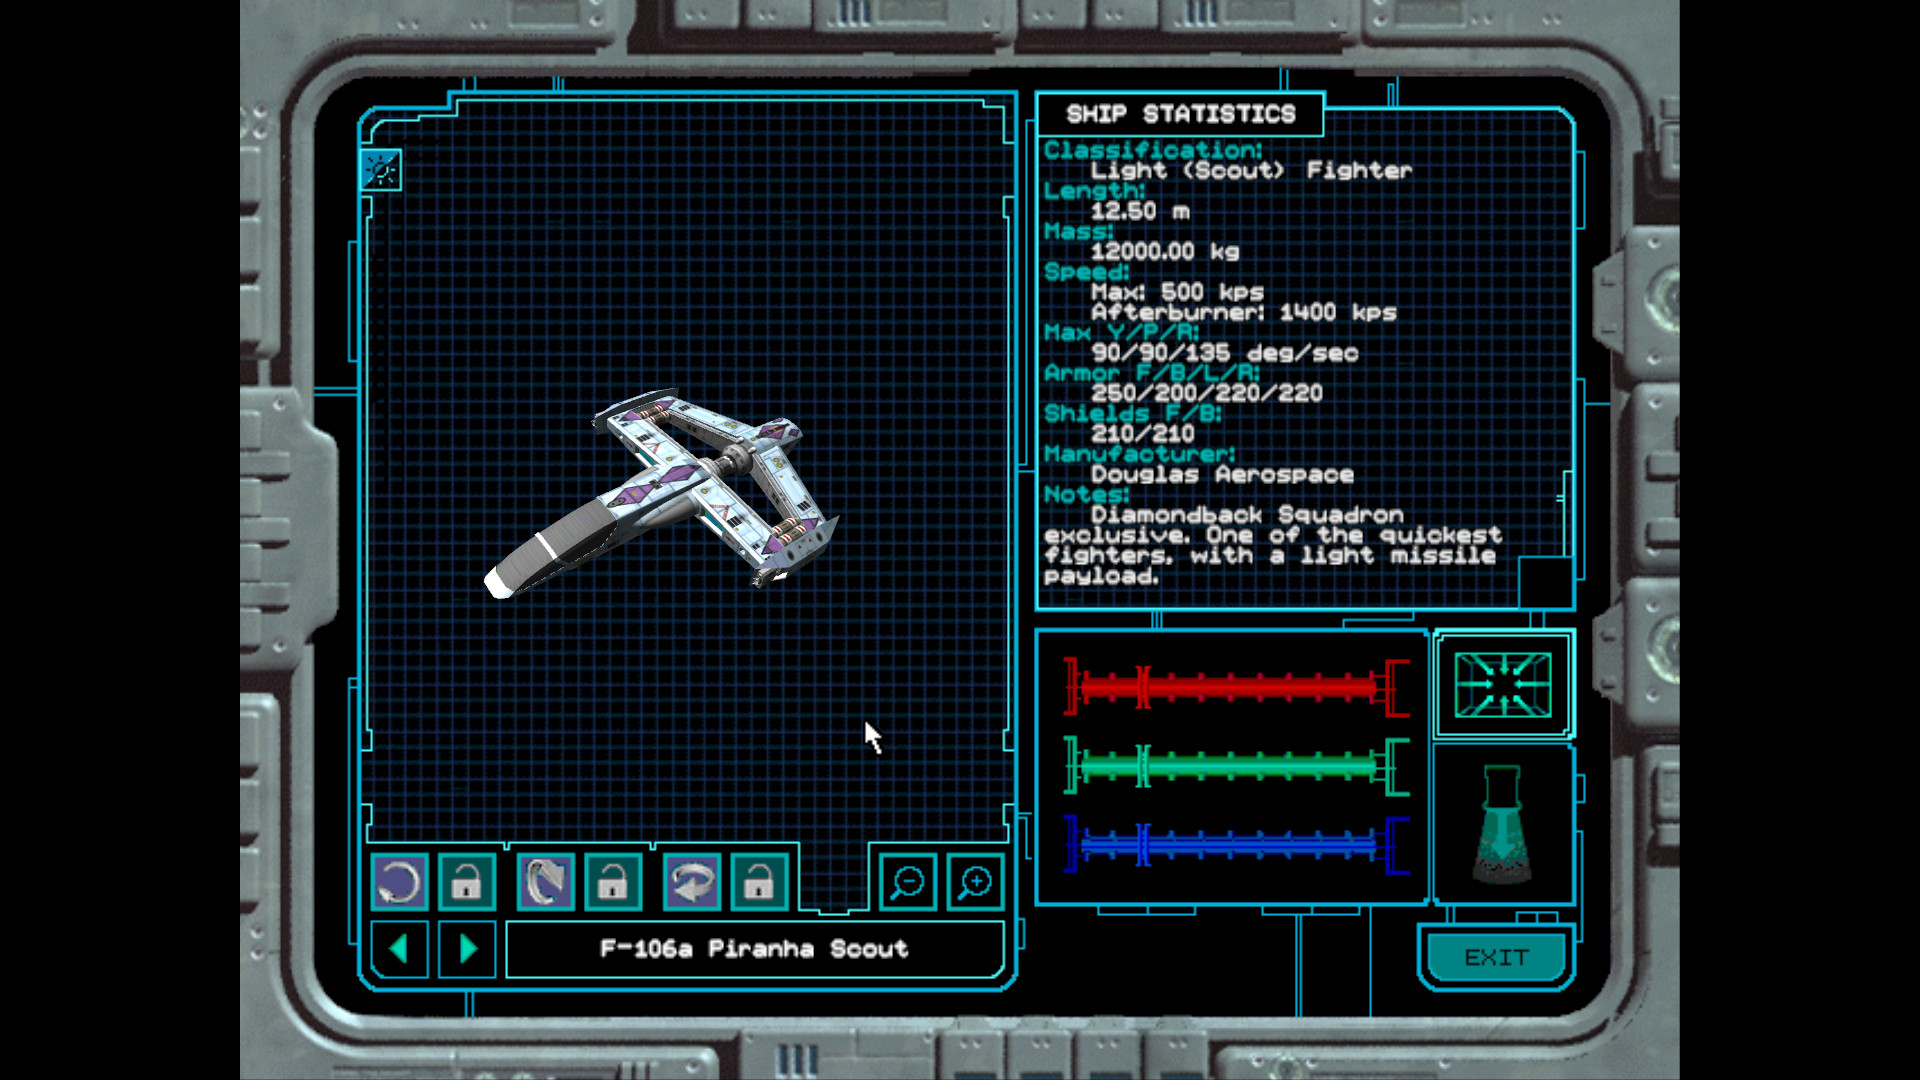 SHIP STATISTICS
Classification:
Light (Scout) Fighter
Length:
12.50 m
Mass:
12000.00 kg
Speed:
Max: 500 kps
Afterburner: 1400 kps
Max Y/P/R:
90/90/135 deg/sec
Armor F/B/L/R:
250/200/220/220
Shields F/B:
210/210
Manufacturer:
Douglas Aerospace
Notes:
Diamondback Squadron
exclusive. One of the quickest
fighters, with a light missile
payload.
F-106a Piranha Scout
EXIT